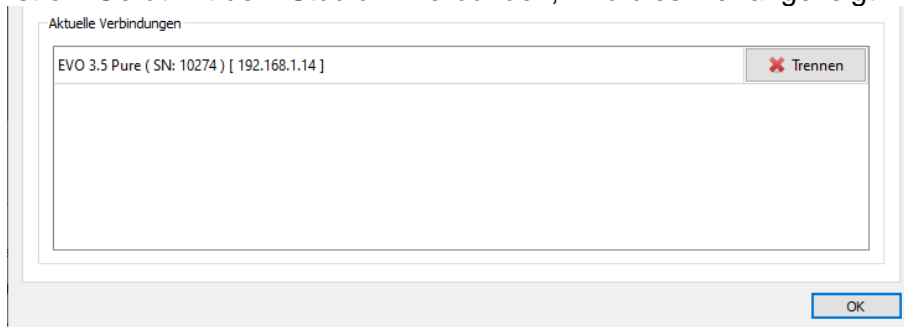 Aktuelle Verbindungen
EVO 3.5 Pure ( SN: 10274 ) [ 192.168.1.14 ]
Trennen
OK